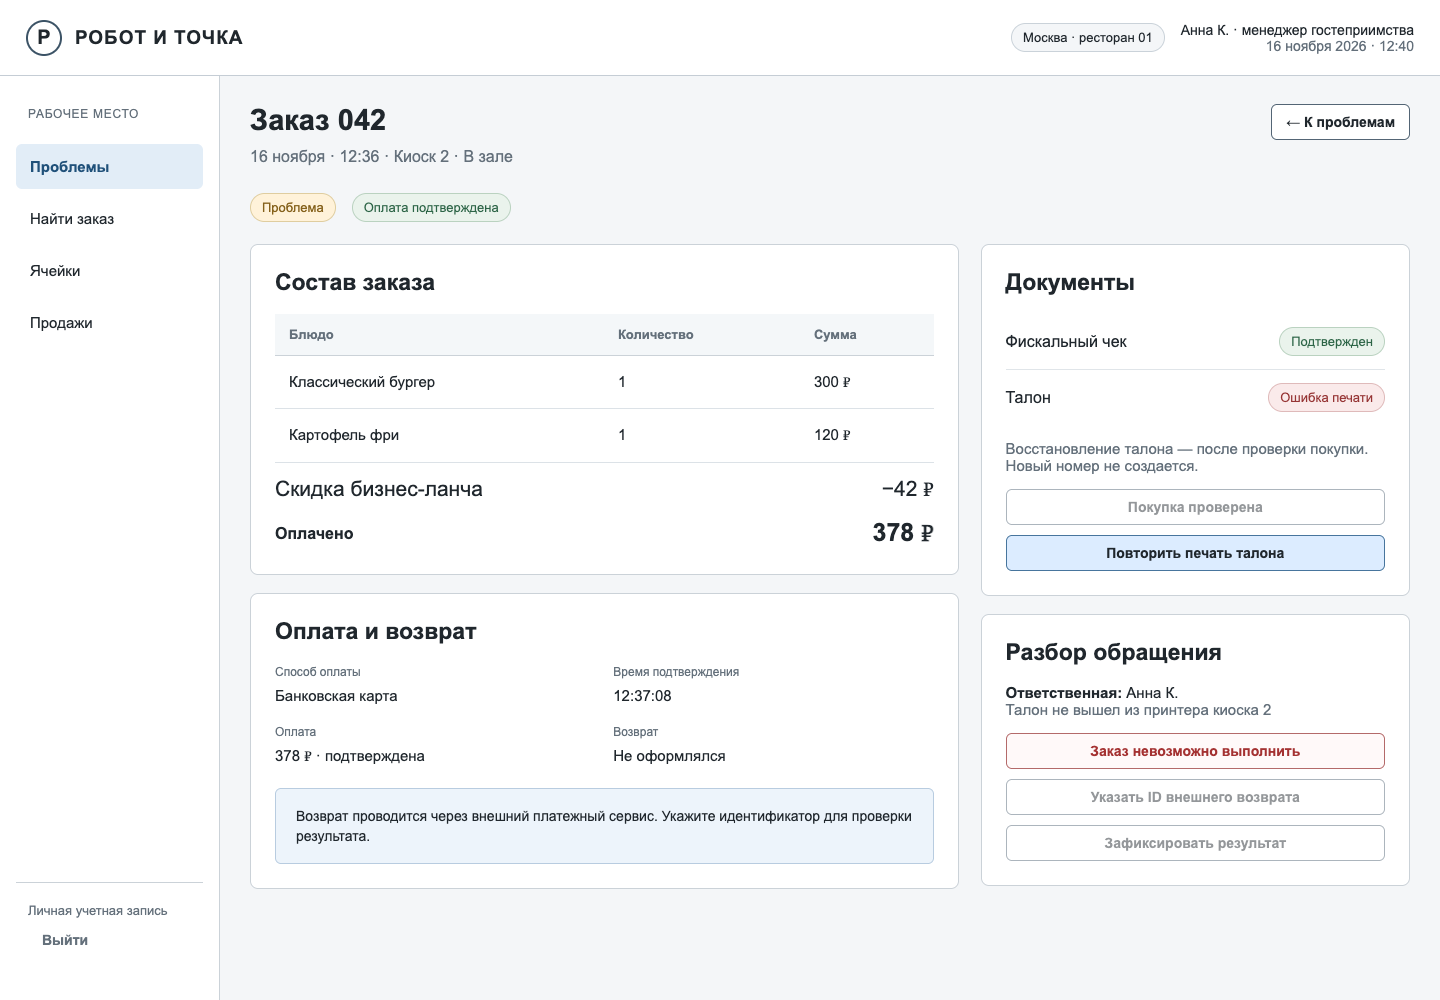 Р РОБОТ И ТОЧКА
Москва · ресторан 01
Анна К. · менеджер гостеприимства
16 ноября 2026 · 12:40
РАБОЧЕЕ МЕСТО
Проблемы
Найти заказ
Ячейки
Продажи
Личная учетная запись
Выйти
Заказ 042
16 ноября · 12:36 · Киоск 2 · В зале
← К проблемам
Проблема
Оплата подтверждена
Состав заказа
Блюдо Количество Сумма
Классический бургер 1 300 ₽
Картофель фри 1 120 ₽
Скидка бизнес-ланча −42 ₽
Оплачено 378 ₽
Оплата и возврат
Способ оплаты Время подтверждения
Банковская карта 12:37:08
Оплата Возврат
378 ₽ · подтверждена Не оформлялся
Возврат проводится через внешний платежный сервис. Укажите идентификатор для проверки
результата.
Документы
Фискальный чек Подтвержден
Талон Ошибка печати
Восстановление талона — после проверки покупки.
Новый номер не создается.
Покупка проверена
Повторить печать талона
Разбор обращения
Ответственная: Анна К.
Талон не вышел из принтера киоска 2
Заказ невозможно выполнить
Указать ID внешнего возврата
Зафиксировать результат